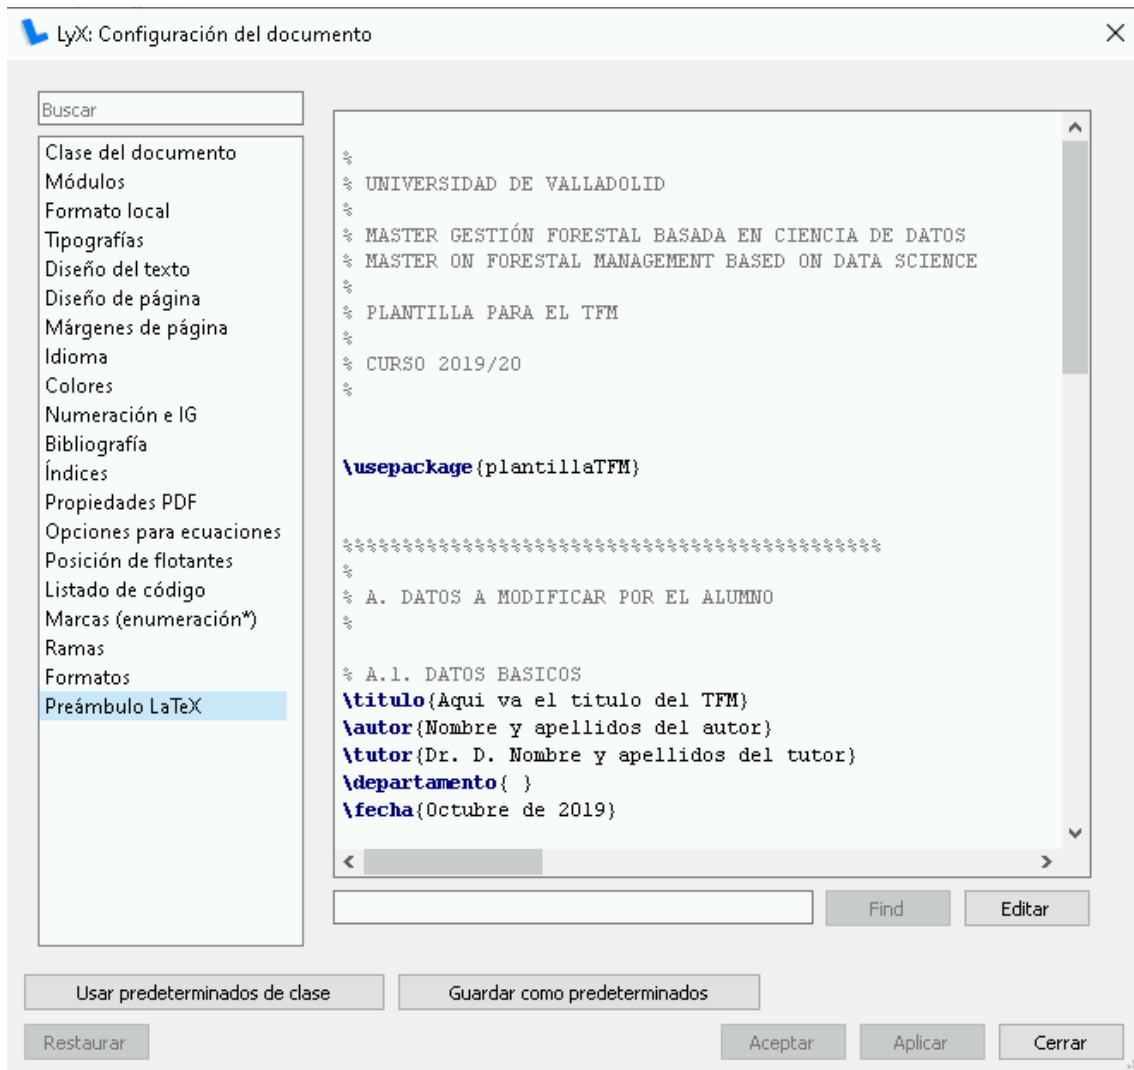 LyX: Configuración del documento
Buscar
Clase del documento
Módulos
Formato local
Tipografías
Diseño del texto
Diseño de página
Márgenes de página
Idioma
Colores
Numeración e IG
Bibliografía
Índices
Propiedades PDF
Opciones para ecuaciones
Posición de flotantes
Listado de código
Marcas (enumeración*)
Ramas
Formatos
Preámbulo LaTeX
%
% UNIVERSIDAD DE VALLADOLID
%
% MASTER GESTIÓN FORESTAL BASADA EN CIENCIA DE DATOS
% MASTER ON FORESTAL MANAGEMENT BASED ON DATA SCIENCE
%
% PLANTILLA PARA EL TFM
%
% CURSO 2019/20
%
\usepackage{plantillaTFM}
%%%%%%%%%%%%%%%%%%%%%%%%%%%%%%%%%%%%%%%%%%%%%
%
% A. DATOS A MODIFICAR POR EL ALUMNO
%
% A.1. DATOS BASICOS
\titulo{Aqui va el titulo del TFM}
\autor{Nombre y apellidos del autor}
\tutor{Dr. D. Nombre y apellidos del tutor}
\departamento{ }
\fecha{Octubre de 2019}
Find
Editar
Usar predeterminados de clase
Guardar como predeterminados
Restaurar
Aceptar
Aplicar
Cerrar